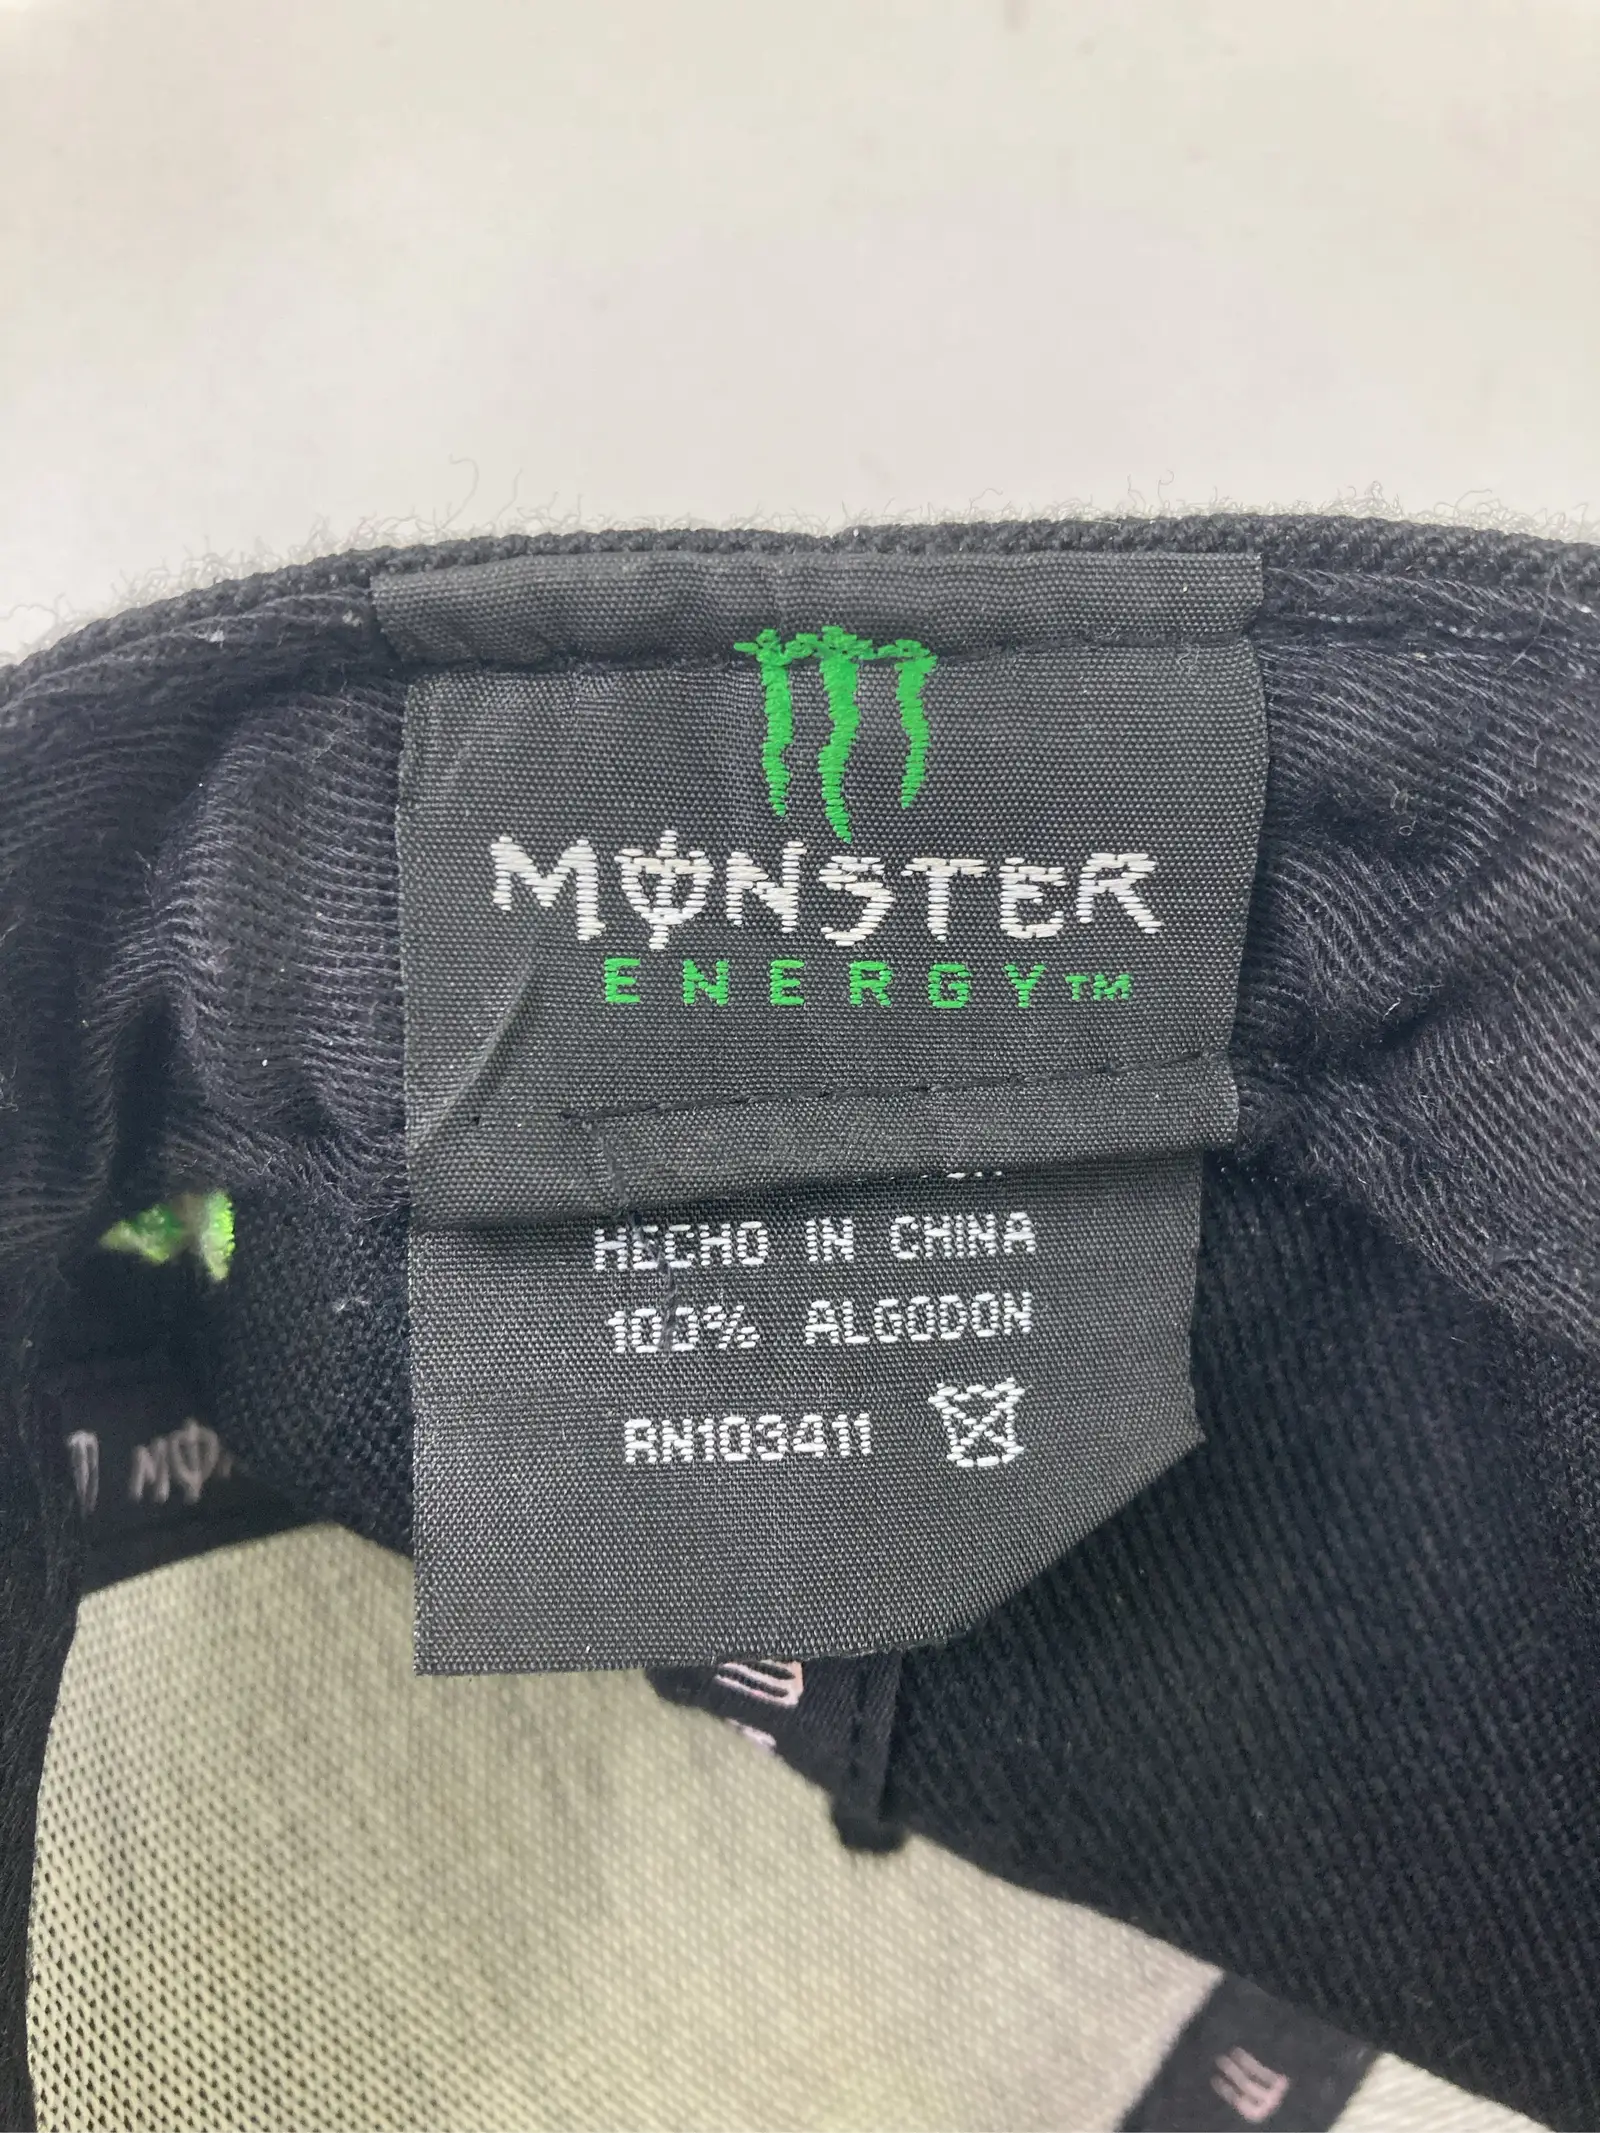 MONSTER
ENERGY™
HECHO IN CHINA
100% ALGODON
RN103411